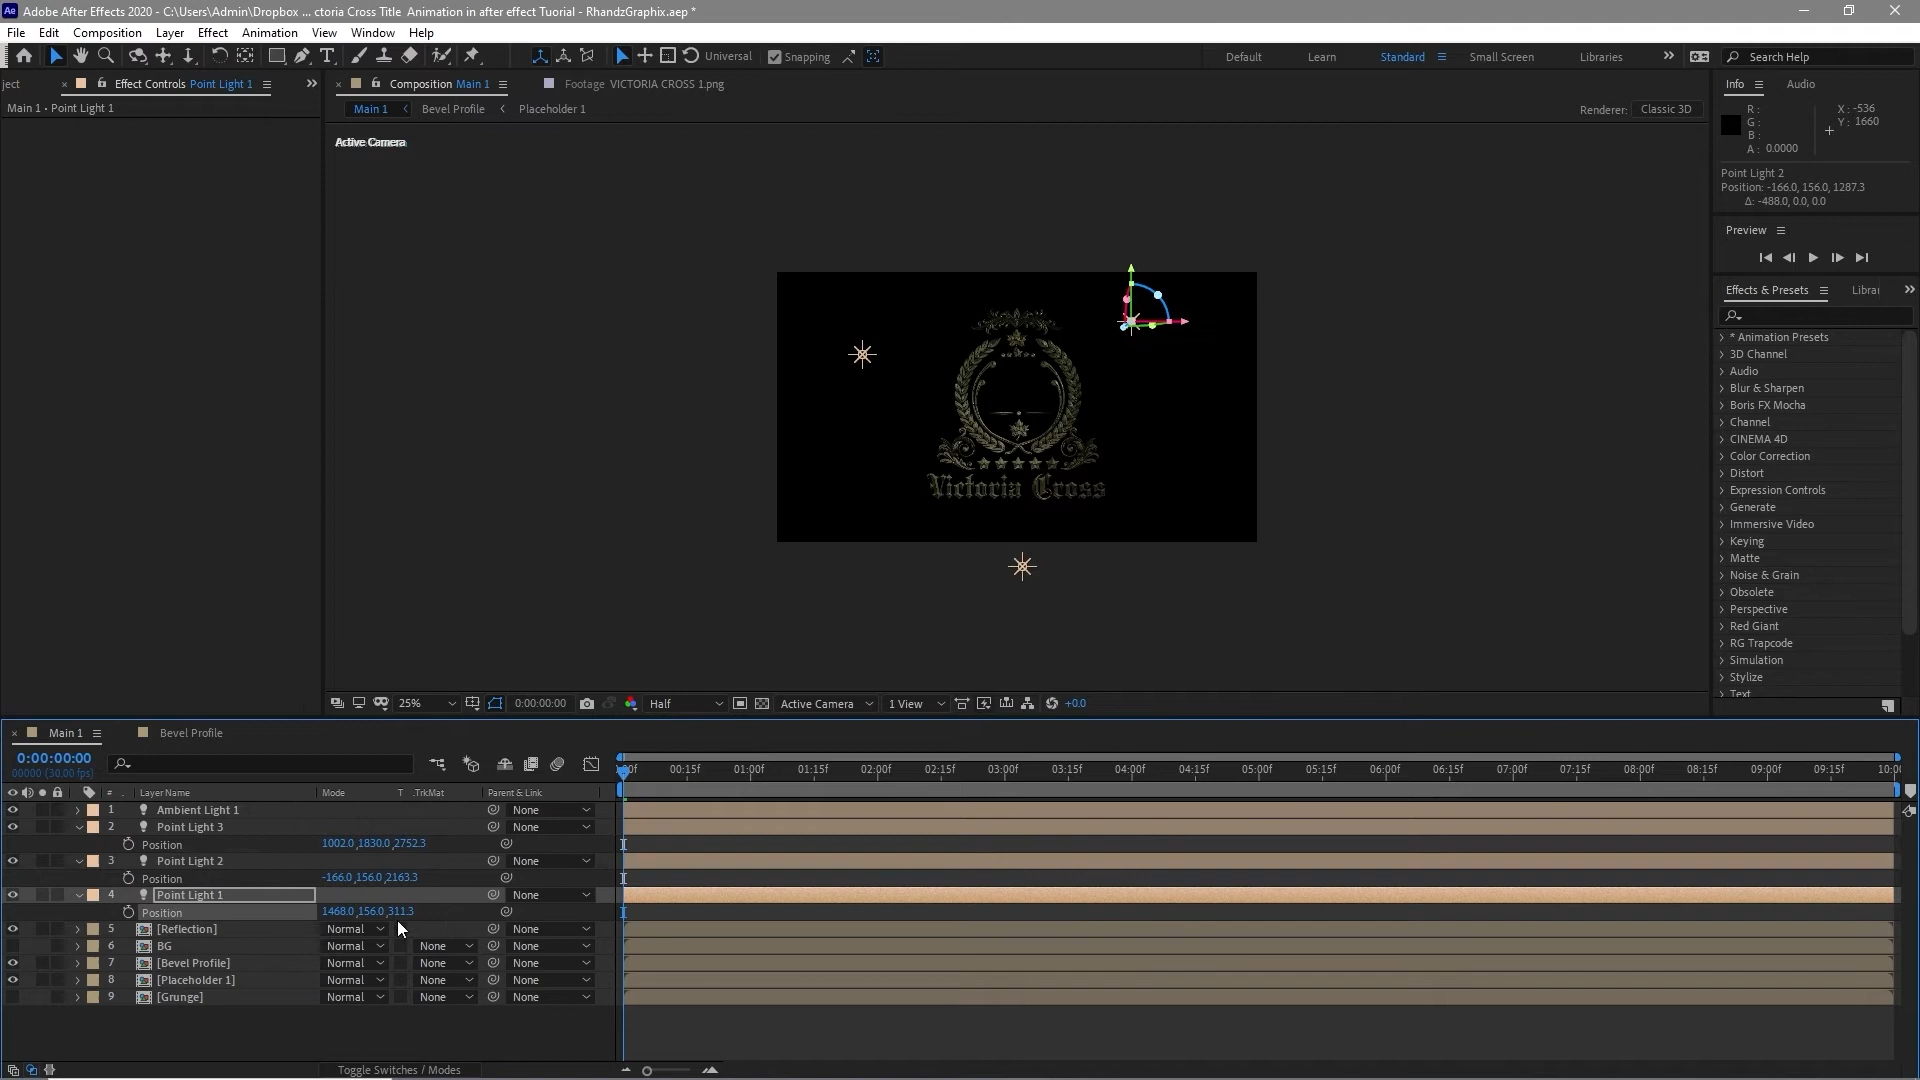 Ae Adobe After Effects 2020 - C:\Users\Admin\Dropbox ... ctoria Cross Title  Animation in after effect Tuorial - RhandzGraphix.aep *
File Edit Composition Layer Effect Animation View Window Help
Universal Snapping Default Learn Standard Small Screen Libraries Search Help
ject Effect Controls Point Light 1 Composition Main 1 Footage VICTORIA CROSS 1.png Info Audio
Main 1 • Point Light 1
Main 1 Bevel Profile Placeholder 1 Renderer: Classic 3D
Active Camera
R :
G :
B :
A : 0.0000
X : -536
Y : 1660
Point Light 2
Position: -166.0, 156.0, 1287.3
Δ: -488.0, 0.0, 0.0
Preview
Effects & Presets Librar
* Animation Presets
3D Channel
Audio
Blur & Sharpen
Boris FX Mocha
Channel
CINEMA 4D
Color Correction
Distort
Expression Controls
Generate
Immersive Video
Keying
Matte
Noise & Grain
Obsolete
Perspective
Red Giant
RG Trapcode
Simulation
Stylize
Text
Victoria Cross
25% 0:00:00:00 Half Active Camera 1 View +0.0
Main 1 Bevel Profile
0:00:00:00
00000 (30.00 fps)
00:15f 01:00f 01:15f 02:00f 02:15f 03:00f 03:15f 04:00f 04:15f 05:00f 05:15f 06:00f 06:15f 07:00f 07:15f 08:00f 08:15f 09:00f 09:15f 10:0
# Layer Name Mode T .TrkMat Parent & Link
1 Ambient Light 1 None
2 Point Light 3 None
Position 1002.0,1830.0,2752.3
3 Point Light 2 None
Position -166.0,156.0,2163.3
4 Point Light 1 None
Position 1468.0,156.0,311.3
5 [Reflection] Normal None
6 BG Normal None None
7 [Bevel Profile] Normal None None
8 [Placeholder 1] Normal None None
9 [Grunge] Normal None None
Toggle Switches / Modes